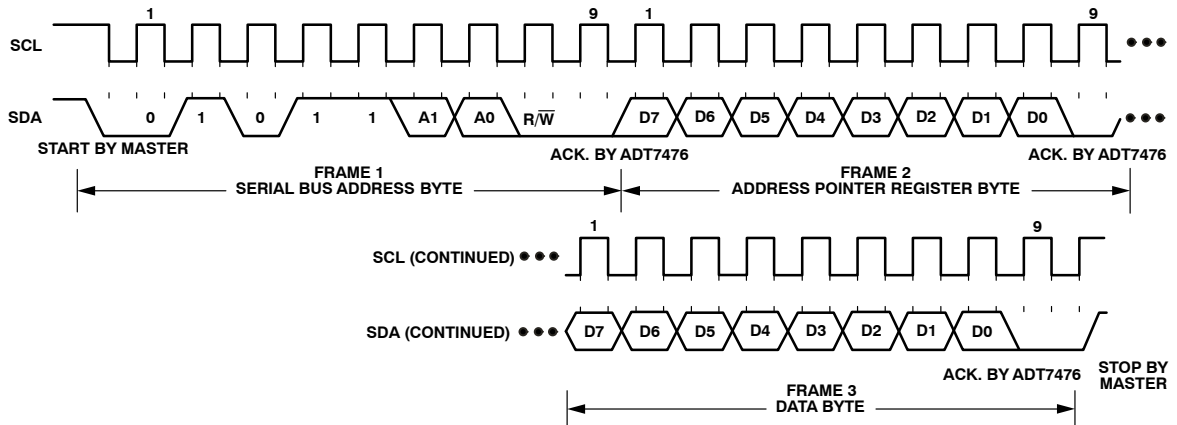 1 9 1 9
SCL
SDA 0 1 0 1 1 A1 A0 R/W̅ D7 D6 D5 D4 D3 D2 D1 D0
START BY MASTER ACK. BY ADT7476 ACK. BY ADT7476
FRAME 1 FRAME 2
SERIAL BUS ADDRESS BYTE ADDRESS POINTER REGISTER BYTE
1 9
SCL (CONTINUED)
SDA (CONTINUED) D7 D6 D5 D4 D3 D2 D1 D0
ACK. BY ADT7476 STOP BY
MASTER
FRAME 3
DATA BYTE